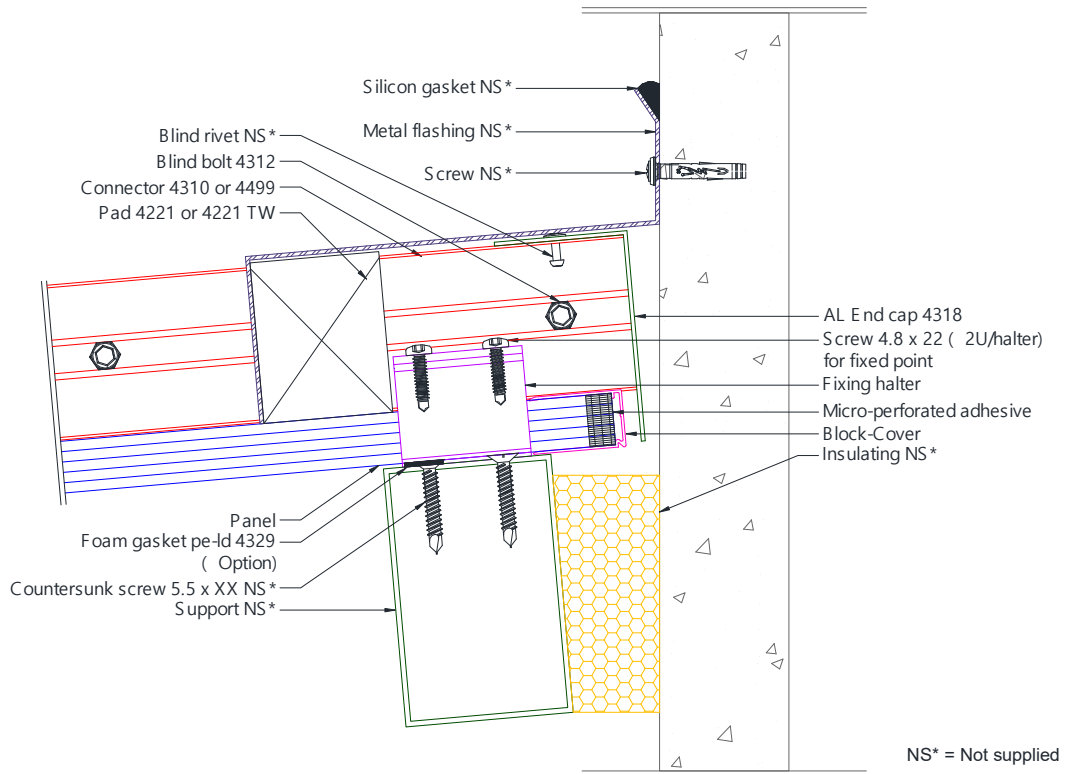 Silicon gasket NS*
Metal flashing NS*
Screw NS*
Blind rivet NS*
Blind bolt 4312
Connector 4310 or 4499
Pad 4221 or 4221 TW
AL End cap 4318
Screw 4.8 x 22 ( 2U/halter)
for fixed point
Fixing halter
Micro-perforated adhesive
Block-Cover
Insulating NS*
Panel
Foam gasket pe-ld 4329
( Option)
Countersunk screw 5.5 x XX NS*
Support NS*
NS* = Not supplied